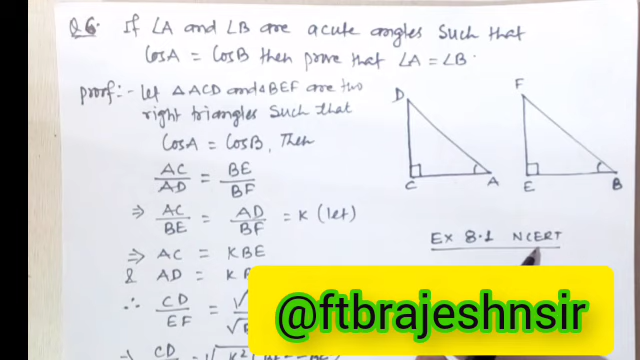 Q6. If ∠A and ∠B are acute angles such that
CosA = CosB then prove that ∠A = ∠B.
Proof:- Let △ACD and △BEF are two
right triangles such that
CosA = CosB, Then
AC/AD = BE/BF
⇒ AC/BE = AD/BF = K (let)
⇒ AC = KBE
& AD = K
∴ CD/EF = √
CD
D
C
A
F
E
B
Ex 8.1 NCERT
@ftbrajeshnsir